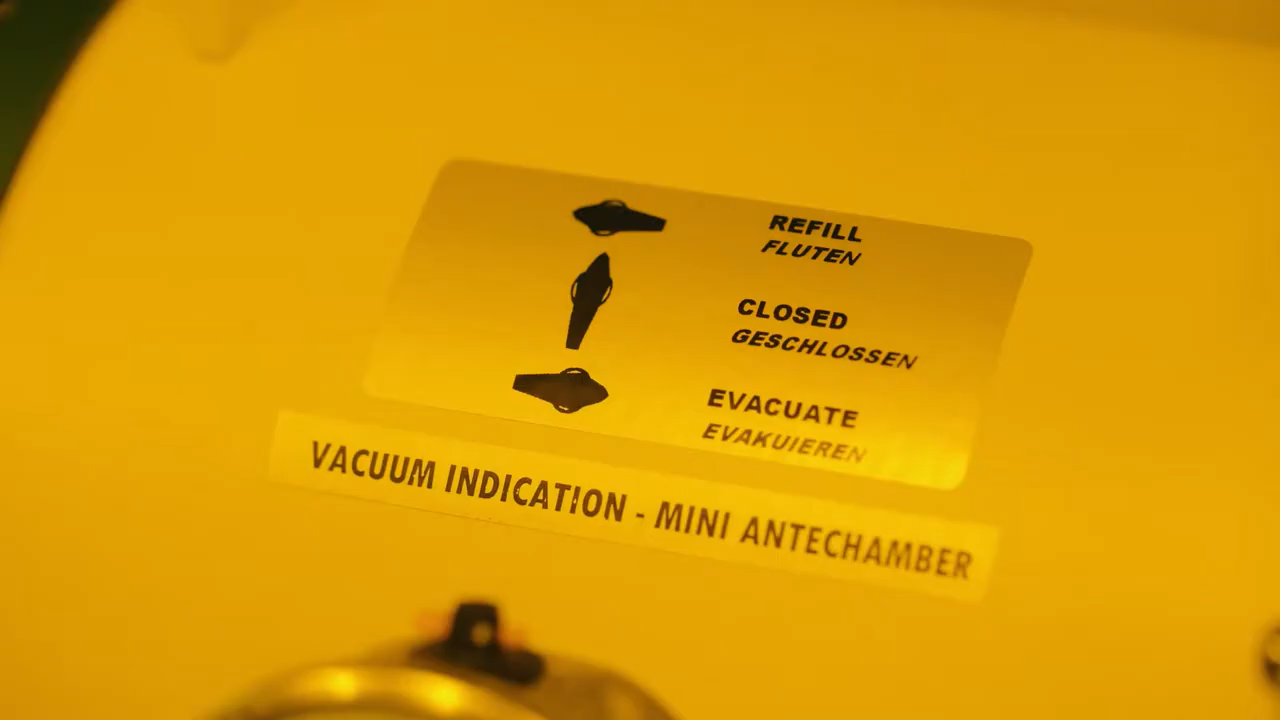 REFILL
FLUTEN
CLOSED
GESCHLOSSEN
EVACUATE
EVAKUIEREN
VACUUM INDICATION - MINI ANTECHAMBER